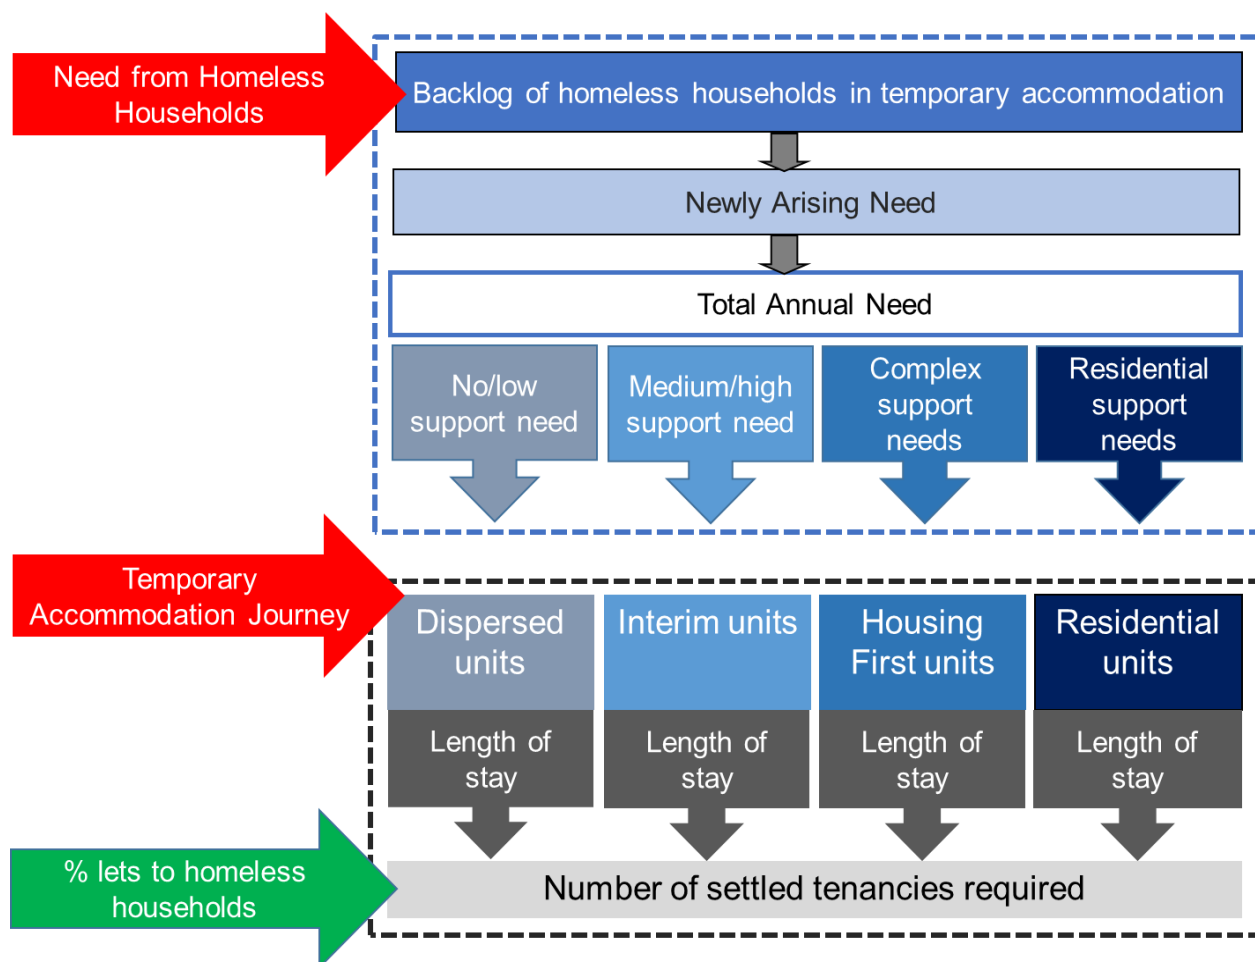 Need from Homeless
Households
Backlog of homeless households in temporary accommodation
Newly Arising Need
Total Annual Need
No/low
support need
Medium/high
support need
Complex
support
needs
Residential
support
needs
Temporary
Accommodation Journey
Dispersed
units
Interim units
Housing
First units
Residential
units
Length of
stay
Length of
stay
Length of
stay
Length of
stay
% lets to homeless
households
Number of settled tenancies required